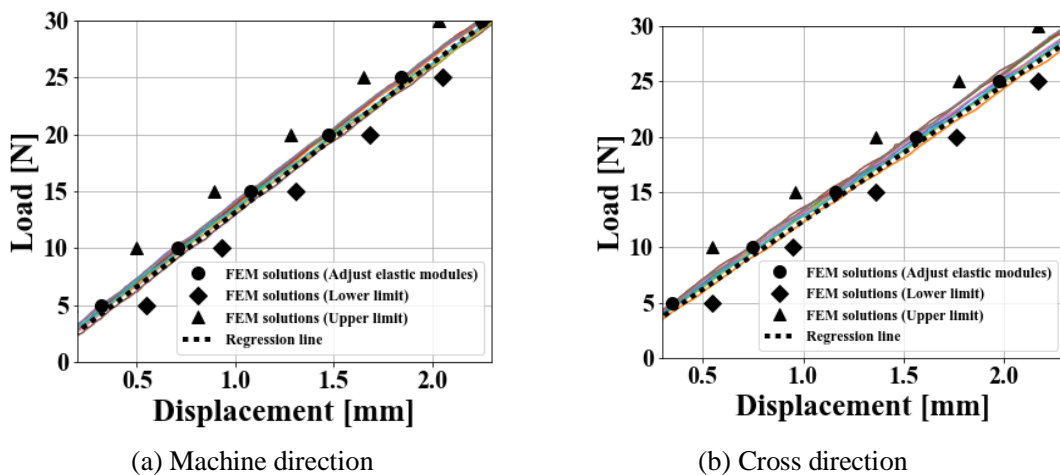 30
25
20
15
10
5
0
Load [N]
FEM solutions (Adjust elastic modules)
FEM solutions (Lower limit)
FEM solutions (Upper limit)
Regression line
0.5 1.0 1.5 2.0
Displacement [mm]
(a) Machine direction
30
25
20
15
10
5
0
Load [N]
FEM solutions (Adjust elastic modules)
FEM solutions (Lower limit)
FEM solutions (Upper limit)
Regression line
0.5 1.0 1.5 2.0
Displacement [mm]
(b) Cross direction